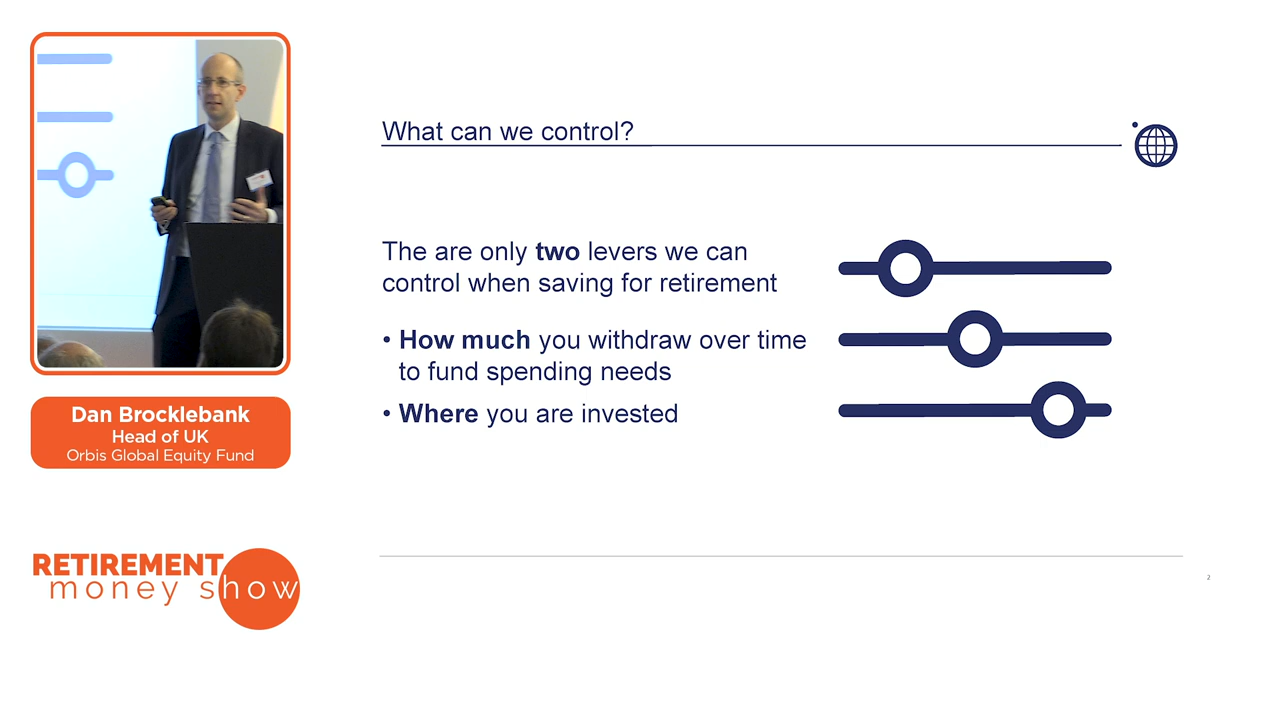 What can we control?
The are only two levers we can
control when saving for retirement
• How much you withdraw over time
to fund spending needs
• Where you are invested
Dan Brocklebank
Head of UK
Orbis Global Equity Fund
RETIREMENT
money show
2